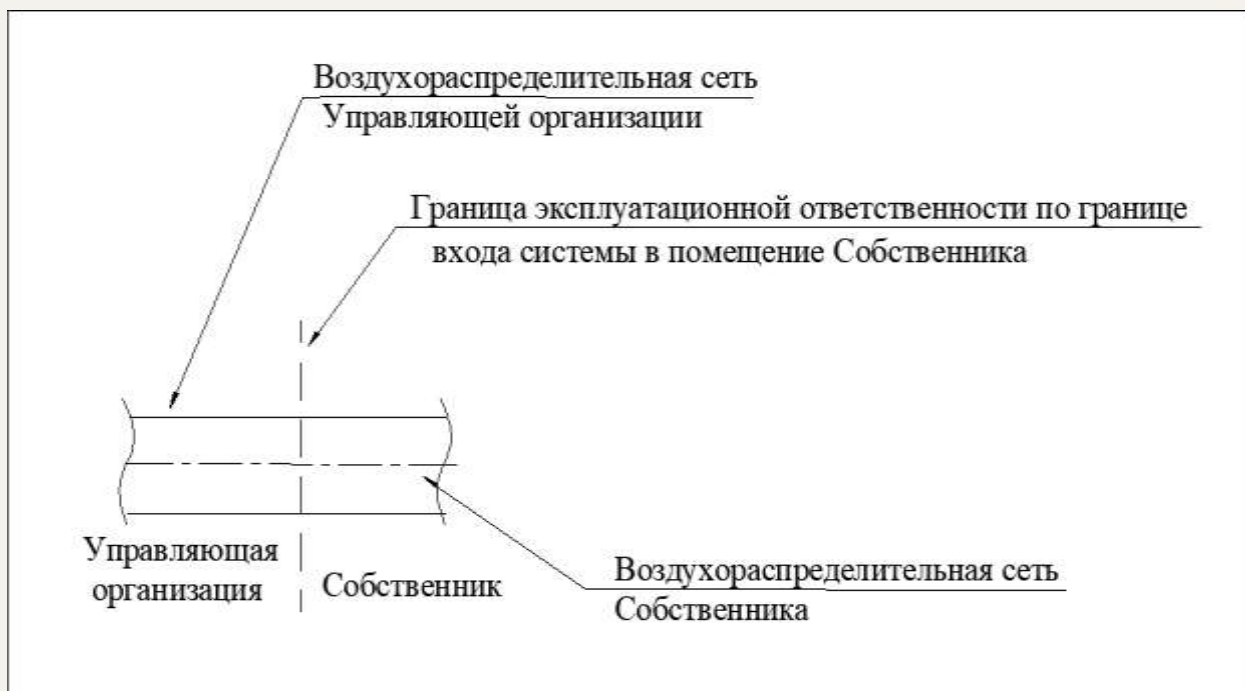 Воздухораспределительная сеть
Управляющей организации
Граница эксплуатационной ответственности по границе
входа системы в помещение Собственника
Управляющая
организация
Собственник
Воздухораспределительная сеть
Собственника